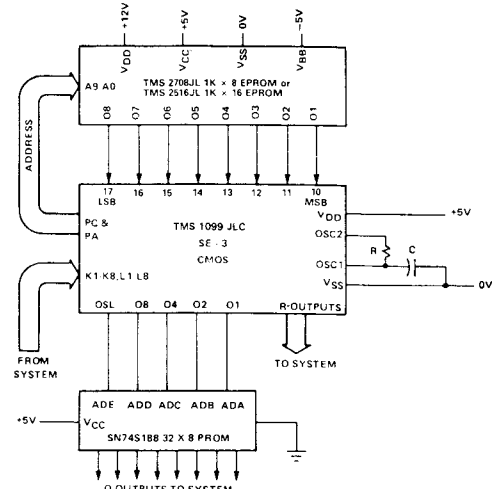 +12V +5V 0V -5V
VDD VCC VSS VBB
TMS 2708JL 1K × 8 EPROM or
A9-A0
TMS 2516JL 1K × 16 EPROM
O8 O7 O6 O5 O4 O3 O2 O1
ADDRESS
17 16 15 14 13 12 11 10
LSB MSB
TMS 1099 JLC
SE - 3
CMOS
PC &
PA
VDD +5V
OSC2
R C
OSC1
VSS 0V
K1-K8, L1-L8
OSL O8 O4 O2 O1 R-OUTPUTS
FROM
SYSTEM
TO SYSTEM
ADE ADD ADC ADB ADA
+5V VCC
SN74S188 32 X 8 PROM
O OUTPUTS TO SYSTEM